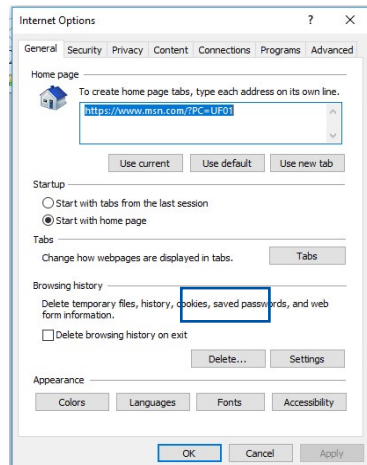 Internet Options ? X
General Security Privacy Content Connections Programs Advanced
Home page
To create home page tabs, type each address on its own line.
https://www.msn.com/?PC=UF01
Use current Use default Use new tab
Startup
Start with tabs from the last session
Start with home page
Tabs
Change how webpages are displayed in tabs. Tabs
Browsing history
Delete temporary files, history, cookies, saved passwords, and web
form information.
Delete browsing history on exit
Delete... Settings
Appearance
Colors Languages Fonts Accessibility
OK Cancel Apply